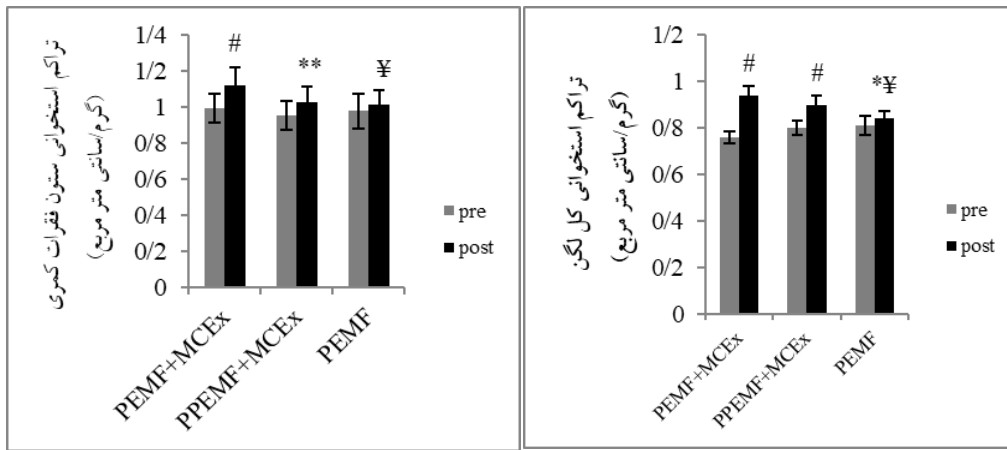 تراکم استخوانی ستون فقرات کمری
(گرم/سانتی متر مربع)
1/4
1/2
1
0/8
0/6
0/4
0/2
0
#
**
¥
PEMF+MCEx
PPEMF+MCEx
PEMF
pre
post
تراکم استخوانی کل لگن
(گرم/سانتی متر مربع)
1/2
1
0/8
0/6
0/4
0/2
0
#
#
*¥
PEMF+MCEx
PPEMF+MCEx
PEMF
pre
post